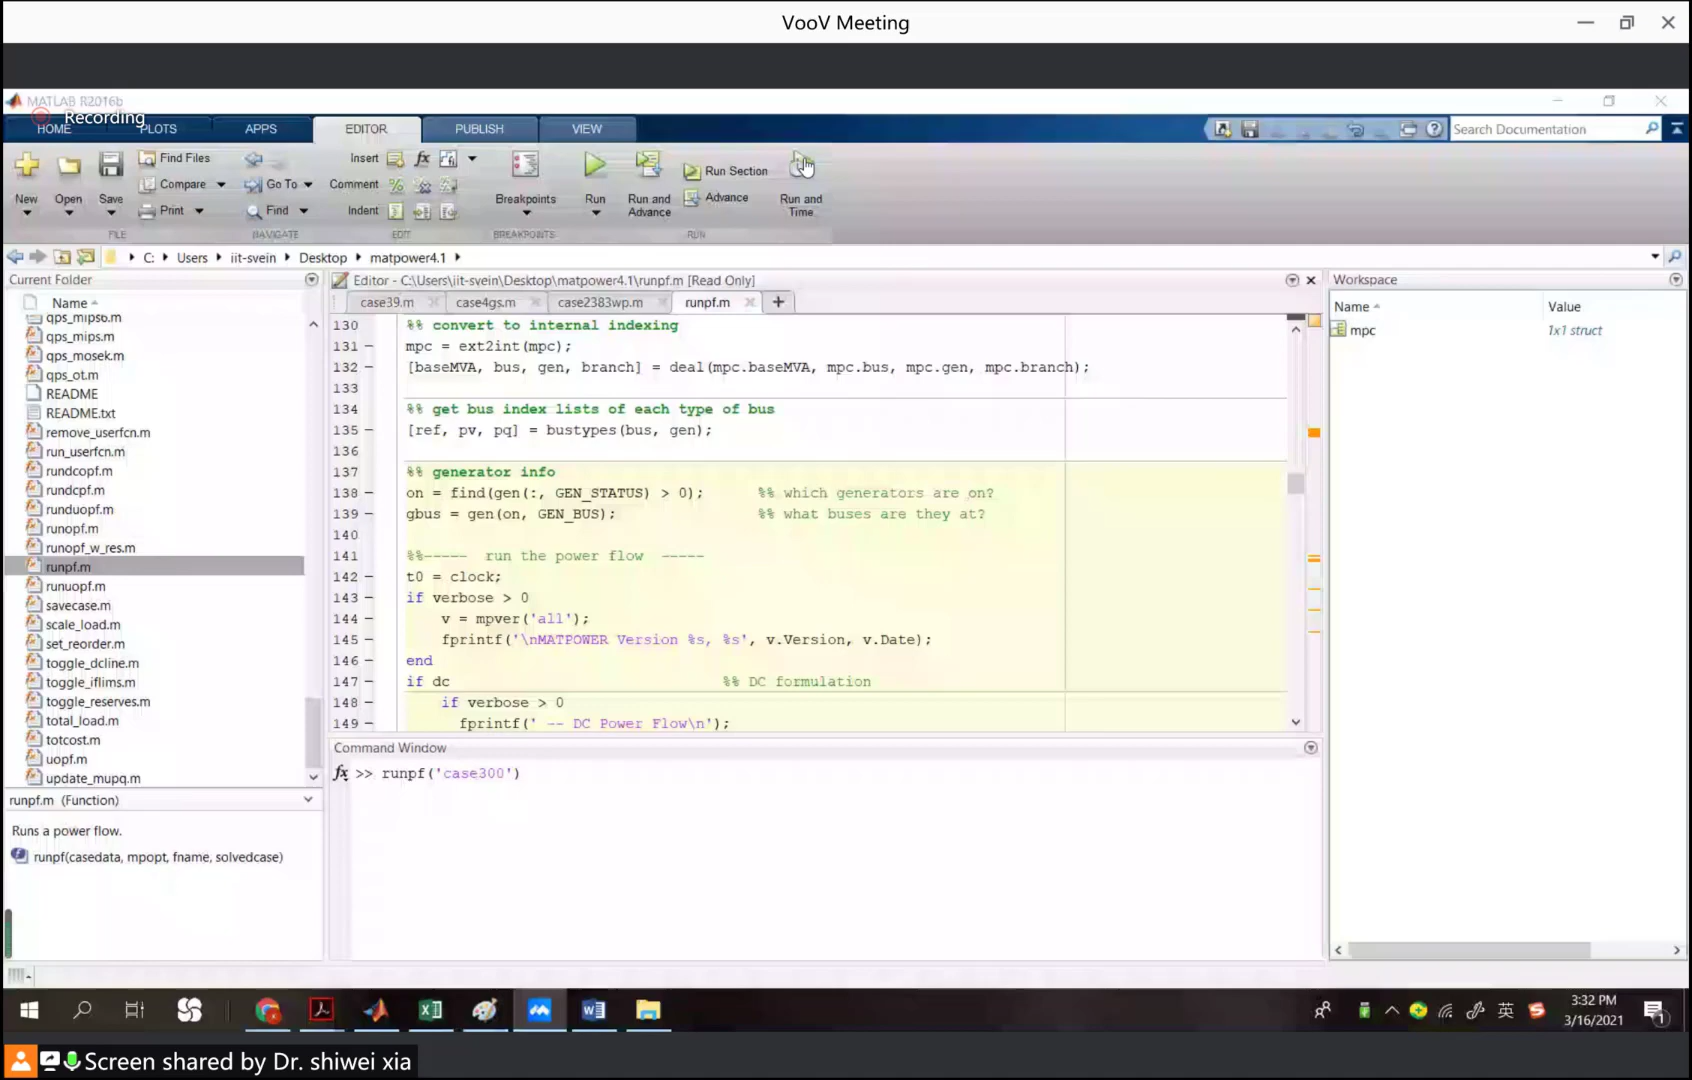 VooV Meeting
MATLAB R2016b
Recording
HOME PLOTS APPS EDITOR PUBLISH VIEW
Search Documentation
New Open Save
Find Files
Compare
Print
Go To
Find
Insert
Comment
Indent
Breakpoints
Run
Run and Advance
Run Section
Advance
Run and Time
FILE NAVIGATE EDIT BREAKPOINTS RUN
C: Users iit-svein Desktop matpower4.1
Current Folder
Name
qps_mips6.m
qps_mips.m
qps_mosek.m
qps_ot.m
README
README.txt
remove_userfcn.m
run_userfcn.m
rundcopf.m
rundcpf.m
runduopf.m
runopf.m
runopf_w_res.m
runpf.m
runuopf.m
savecase.m
scale_load.m
set_reorder.m
toggle_dcline.m
toggle_iflims.m
toggle_reserves.m
total_load.m
totcost.m
uopf.m
update_mupq.m
runpf.m (Function)
Runs a power flow.
runpf(casedata, mpopt, fname, solvedcase)
Editor - C:\Users\iit-svein\Desktop\matpower4.1\runpf.m [Read Only]
case39.m case4gs.m case2383wp.m runpf.m +
130 %% convert to internal indexing
131 – mpc = ext2int(mpc);
132 – [baseMVA, bus, gen, branch] = deal(mpc.baseMVA, mpc.bus, mpc.gen, mpc.branch);
133
134 %% get bus index lists of each type of bus
135 – [ref, pv, pq] = bustypes(bus, gen);
136
137 %% generator info
138 – on = find(gen(:, GEN_STATUS) > 0); %% which generators are on?
139 – gbus = gen(on, GEN_BUS); %% what buses are they at?
140
141 %%----- run the power flow -----
142 – t0 = clock;
143 – if verbose > 0
144 – v = mpver('all');
145 – fprintf('\nMATPOWER Version %s, %s', v.Version, v.Date);
146 – end
147 – if dc %% DC formulation
148 – if verbose > 0
149 – fprintf(' -- DC Power Flow\n');
Command Window
fx >> runpf('case300')
Workspace
Name Value
mpc 1x1 struct
英
3:32 PM
3/16/2021
1
Screen shared by Dr. shiwei xia